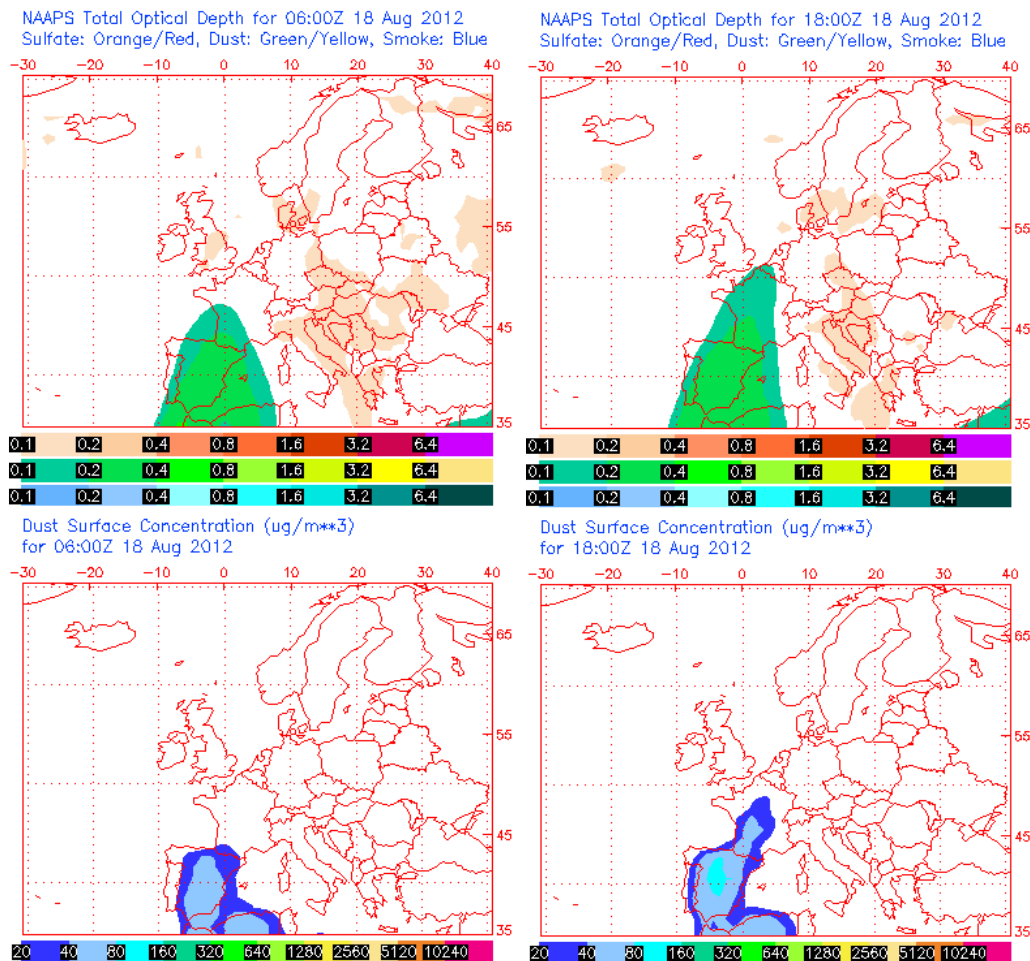 NAAPS Total Optical Depth for 06:00Z 18 Aug 2012
Sulfate: Orange/Red, Dust: Green/Yellow, Smoke: Blue
-30 -20 -10 0 10 20 30 40
65
55
45
35
0.1 0.2 0.4 0.8 1.6 3.2 6.4
0.1 0.2 0.4 0.8 1.6 3.2 6.4
0.1 0.2 0.4 0.8 1.6 3.2 6.4
NAAPS Total Optical Depth for 18:00Z 18 Aug 2012
Sulfate: Orange/Red, Dust: Green/Yellow, Smoke: Blue
-30 -20 -10 0 10 20 30 40
65
55
45
35
0.1 0.2 0.4 0.8 1.6 3.2 6.4
0.1 0.2 0.4 0.8 1.6 3.2 6.4
0.1 0.2 0.4 0.8 1.6 3.2 6.4
Dust Surface Concentration (ug/m**3)
for 06:00Z 18 Aug 2012
-30 -20 -10 0 10 20 30 40
65
55
45
35
20 40 80 160 320 640 1280 2560 5120 10240
Dust Surface Concentration (ug/m**3)
for 18:00Z 18 Aug 2012
-30 -20 -10 0 10 20 30 40
65
55
45
35
20 40 80 160 320 640 1280 2560 5120 10240